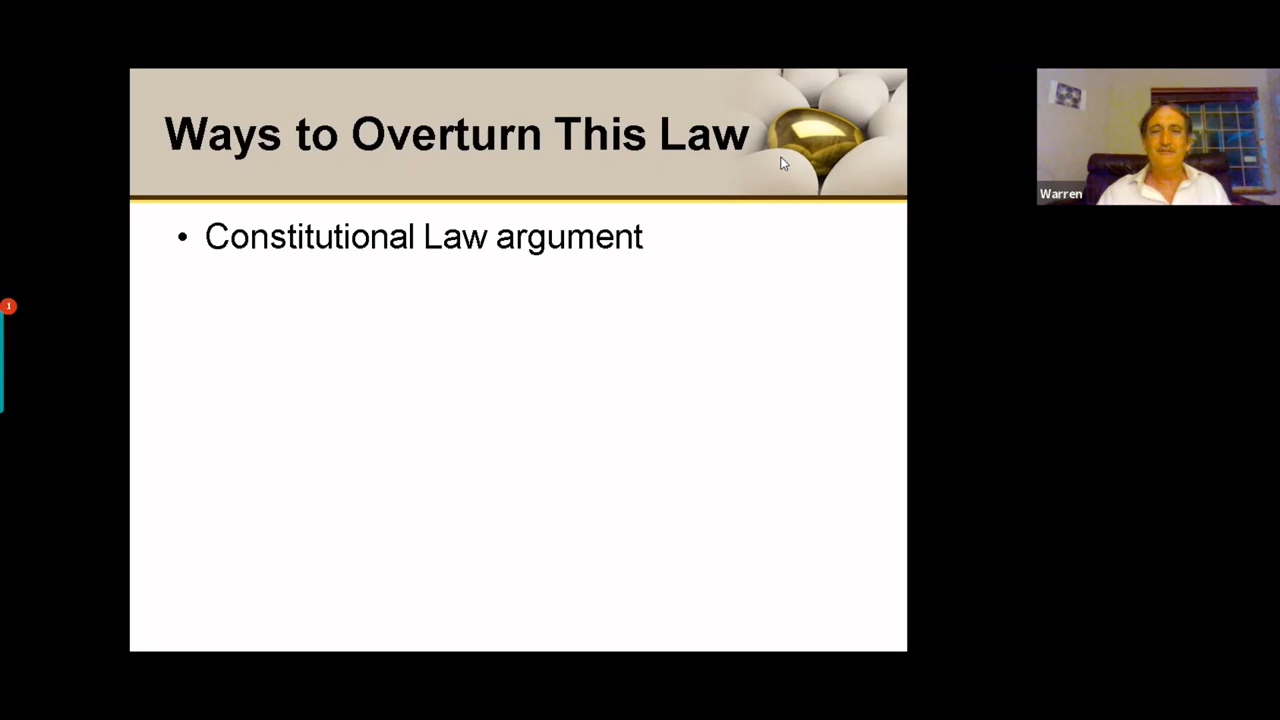 Ways to Overturn This Law
• Constitutional Law argument
Warren
1